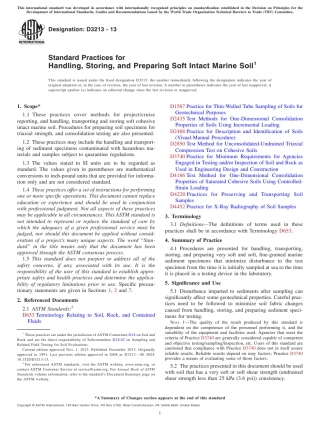 This international standard was developed in accordance with internationally recognized principles on standardization established in the Decision on Principles for the
Development of International Standards, Guides and Recommendations issued by the World Trade Organization Technical Barriers to Trade (TBT) Committee.
Designation: D3213 − 13
INTERNATIONAL
Standard Practices for
Handling, Storing, and Preparing Soft Intact Marine Soil1
This standard is issued under the fixed designation D3213; the number immediately following the designation indicates the year of
original adoption or, in the case of revision, the year of last revision. A number in parentheses indicates the year of last reapproval. A
superscript epsilon (ε) indicates an editorial change since the last revision or reapproval.
1. Scope*
1.1 These practices cover methods for project/cruise
reporting, and handling, transporting and storing soft cohesive
intact marine soil. Procedures for preparing soil specimens for
triaxial strength, and consolidation testing are also presented.
1.2 These practices may include the handling and transport-
ing of sediment specimens contaminated with hazardous ma-
terials and samples subject to quarantine regulations.
1.3 The values stated in SI units are to be regarded as
the standard. The values given in parentheses are mathematical
conversions to inch-pound units that are provided for informa-
tion only and are not considered standard.
1.4 These practices offer a set of instructions for performing
one or more specific operations. This document cannot replace
education or experience and should be used in conjunction
with professional judgment. Not all aspects of these practices
may be applicable in all circumstances. This ASTM standard is
not intended to represent or replace the standard of care by
which the adequacy of a given professional service must be
judged, nor should this document be applied without consid-
eration of a project's many unique aspects. The word "Stan-
dard" in the title means only that the document has been
approved through the ASTM consensus process.
1.5 This standard does not purport to address all of the
safety concerns, if any, associated with its use. It is the
responsibility of the user of this standard to establish appro-
priate safety and health practices and determine the applica-
bility of regulatory limitations prior to use. Specific precau-
tionary statements are given in Sections 1, 2 and 7.
2. Referenced Documents
2.1 ASTM Standards:2
D653 Terminology Relating to Soil, Rock, and Contained
Fluids
1 These practices are under the jurisdiction of ASTM Committee D18 on Soil and
Rock and are the direct responsibility of Subcommittee D18.02 on Sampling and
Related Field Testing for Soil Evaluations.
Current edition approved Nov. 1, 2013. Published December 2013. Originally
approved in 1991. Last previous edition approved in 2008 as D3213 – 08. DOI:
10.1520/D3213-13.
2 For referenced ASTM standards, visit the ASTM website, www.astm.org, or
contact ASTM Customer Service at service@astm.org. For Annual Book of ASTM
Standards volume information, refer to the standard's Document Summary page on
the ASTM website.
D1587 Practice for Thin-Walled Tube Sampling of Soils for
Geotechnical Purposes
D2435 Test Methods for One-Dimensional Consolidation
Properties of Soils Using Incremental Loading
D2488 Practice for Description and Identification of Soils
(Visual-Manual Procedure)
D2850 Test Method for Unconsolidated-Undrained Triaxial
Compression Test on Cohesive Soils
D3740 Practice for Minimum Requirements for Agencies
Engaged in Testing and/or Inspection of Soil and Rock as
Used in Engineering Design and Construction
D4186 Test Method for One-Dimensional Consolidation
Properties of Saturated Cohesive Soils Using Controlled-
Strain Loading
D4220 Practices for Preserving and Transporting Soil
Samples
D4452 Practice for X-Ray Radiography of Soil Samples
3. Terminology
3.1 Definitions—The definitions of terms used in these
practices shall be in accordance with Terminology D653.
4. Summary of Practice
4.1 Procedures are presented for handling, transporting,
storing, and preparing very soft and soft, fine-grained marine
sediment specimens that minimize disturbance to the test
specimen from the time it is initially sampled at sea to the time
it is placed in a testing device in the laboratory.
5. Significance and Use
5.1 Disturbance imparted to sediments after sampling can
significantly affect some geotechnical properties. Careful prac-
tices need to be followed to minimize soil fabric changes
caused from handling, storing, and preparing sediment speci-
mens for testing.
NOTE 1—The quality of the result produced by this standard is
dependent on the competence of the personnel performing it, and the
suitability of the equipment and facilities used. Agencies that meet the
criteria of Practice D3740 are generally considered capable of competent
and objective testing/sampling/inspection, etc. Users of this standard are
cautioned that compliance with Practice D3740 does not in itself assure
reliable results. Reliable results depend on many factors; Practice D3740
provides a means of evaluating some of those factors.
5.2 The practices presented in this document should be used
with soil that has a very soft or soft shear strength (undrained
shear strength less than 25 kPa (3.6 psi)) consistency.
*A Summary of Changes section appears at the end of this standard
Copyright © ASTM International, 100 Barr Harbor Drive, PO Box C700, West Conshohocken, PA 19428-2959. United States
1